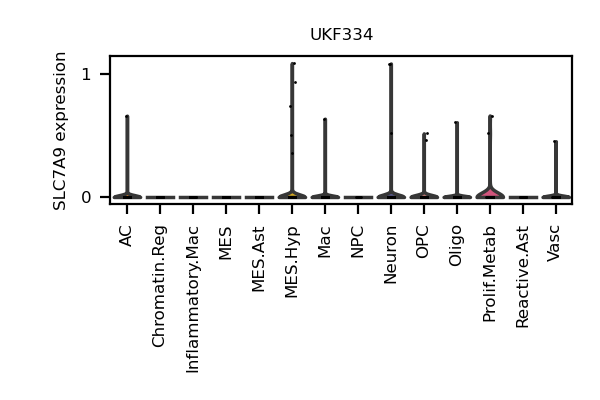 UKF334
SLC7A9 expression
1
0
AC
Chromatin.Reg
Inflammatory.Mac
MES
MES.Ast
MES.Hyp
Mac
NPC
Neuron
OPC
Oligo
Prolif.Metab
Reactive.Ast
Vasc